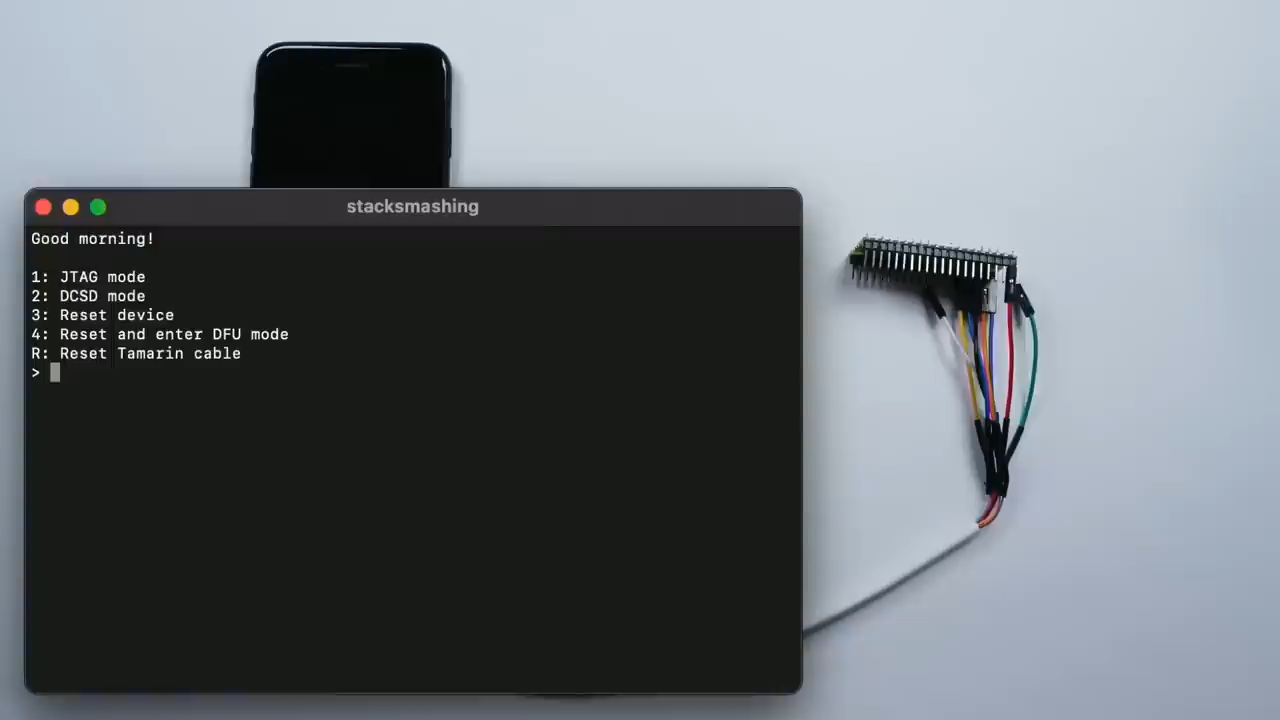 stacksmashing
Good morning!
1: JTAG mode
2: DCSD mode
3: Reset device
4: Reset and enter DFU mode
R: Reset Tamarin cable
>